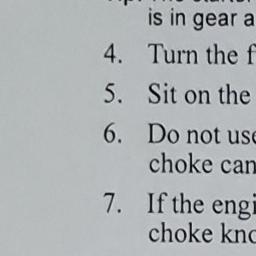 is in gear a
4. Turn the f
5. Sit on the
6. Do not use
choke can
7. If the engi
choke kno